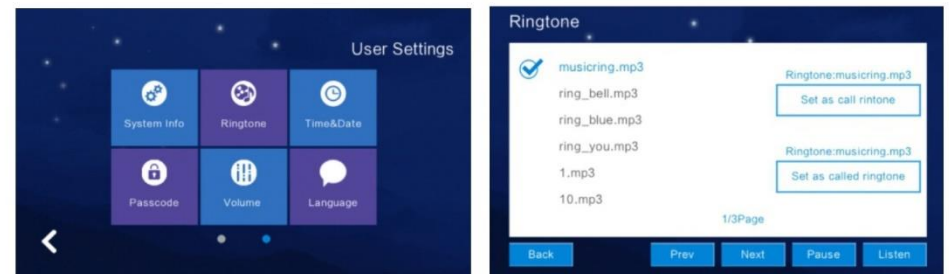 User Settings
System Info
Ringtone
Time&Date
Passcode
Volume
Language
Ringtone
musicring.mp3
ring_bell.mp3
ring_blue.mp3
ring_you.mp3
1.mp3
10.mp3
Ringtone:musicring.mp3
Set as call rintone
Ringtone:musicring.mp3
Set as called ringtone
1/3Page
Back
Prev
Next
Pause
Listen